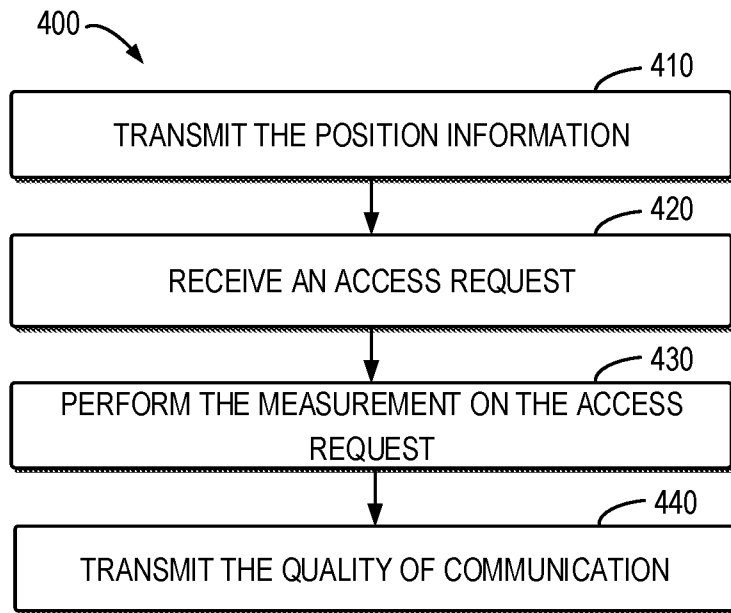 400
410
TRANSMIT THE POSITION INFORMATION
420
RECEIVE AN ACCESS REQUEST
430
PERFORM THE MEASUREMENT ON THE ACCESS
REQUEST
440
TRANSMIT THE QUALITY OF COMMUNICATION